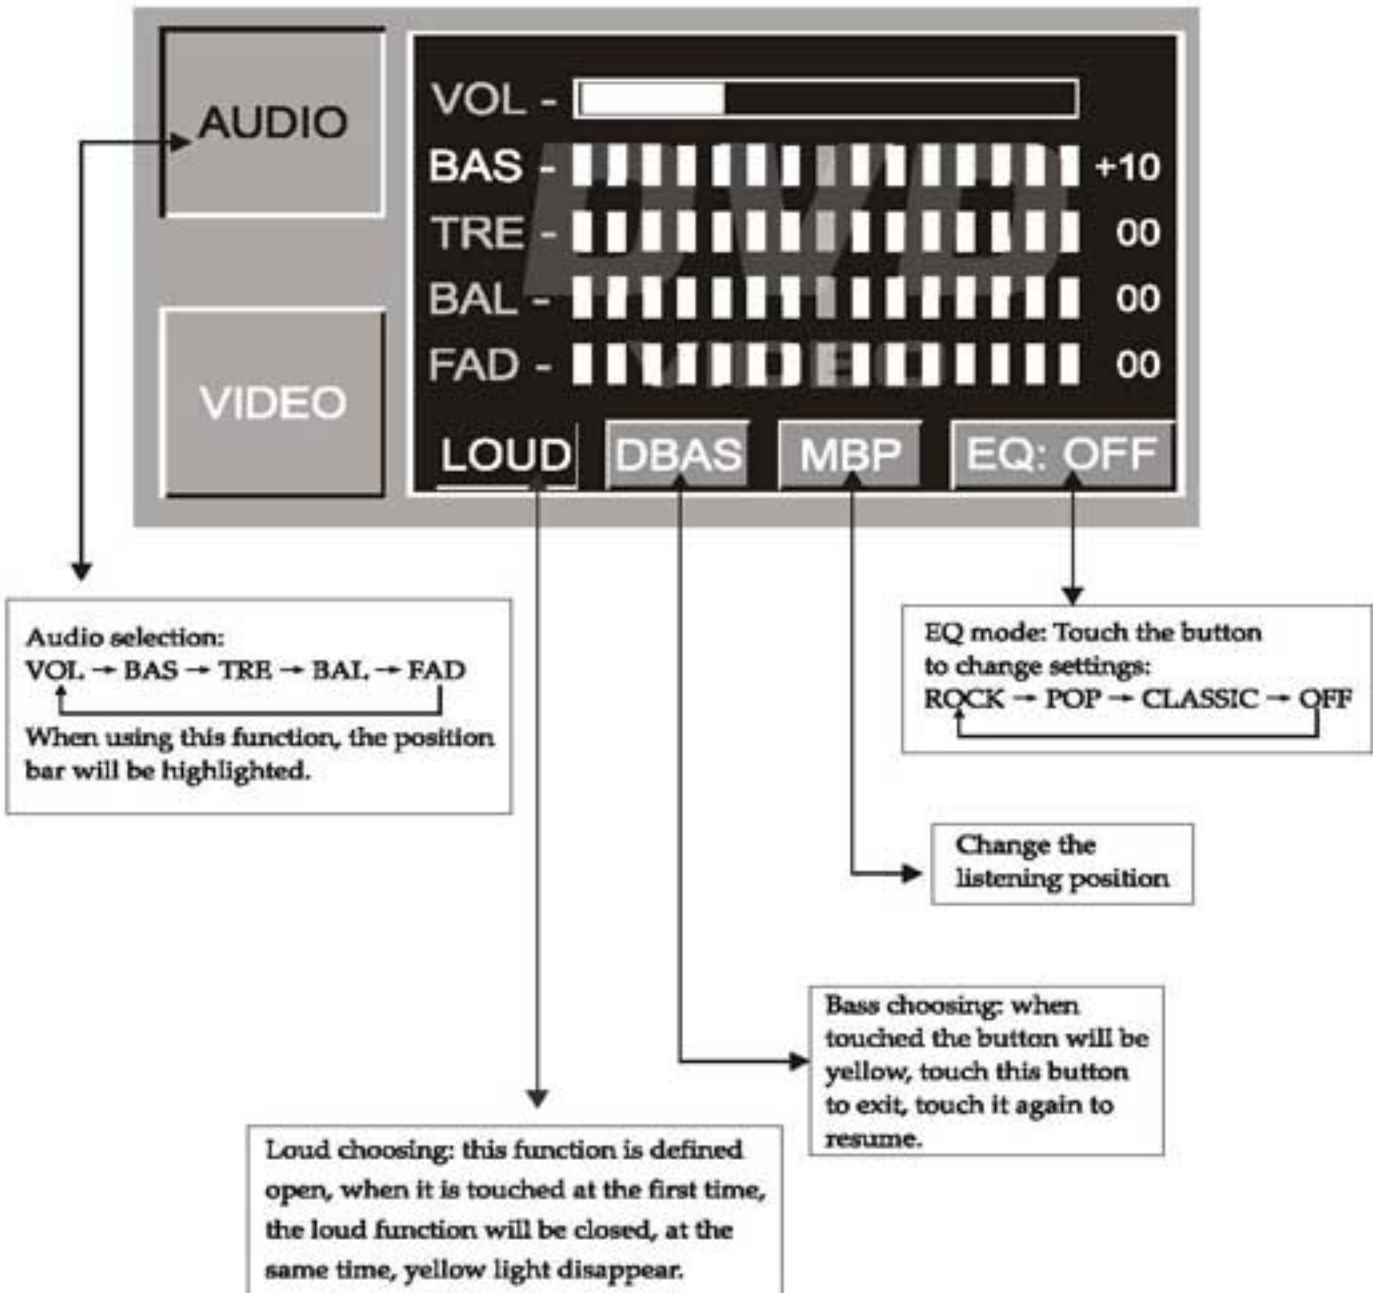 AUDIO
VIDEO
VOL -
BAS - +10
TRE - 00
BAL - 00
FAD - 00
DVD
VIDEO
LOUD DBAS MBP EQ: OFF
Audio selection:
VOL → BAS → TRE → BAL → FAD
When using this function, the position
bar will be highlighted.
EQ mode: Touch the button
to change settings:
ROCK → POP → CLASSIC → OFF
Change the
listening position
Bass choosing: when
touched the button will be
yellow, touch this button
to exit, touch it again to
resume.
Loud choosing: this function is defined
open, when it is touched at the first time,
the loud function will be closed, at the
same time, yellow light disappear.